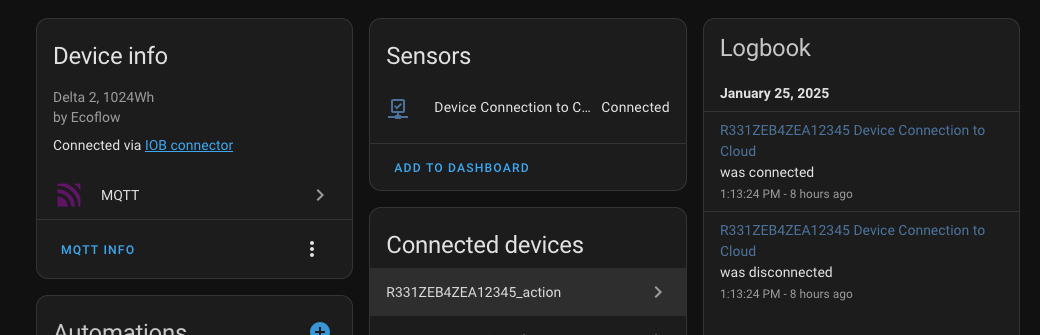 Device info
Delta 2, 1024Wh
by Ecoflow
Connected via IOB connector
MQTT
MQTT INFO
Automations
Sensors
Device Connection to C... Connected
ADD TO DASHBOARD
Connected devices
R331ZEB4ZEA12345_action
Logbook
January 25, 2025
R331ZEB4ZEA12345 Device Connection to
Cloud
was connected
1:13:24 PM - 8 hours ago
R331ZEB4ZEA12345 Device Connection to
Cloud
was disconnected
1:13:24 PM - 8 hours ago